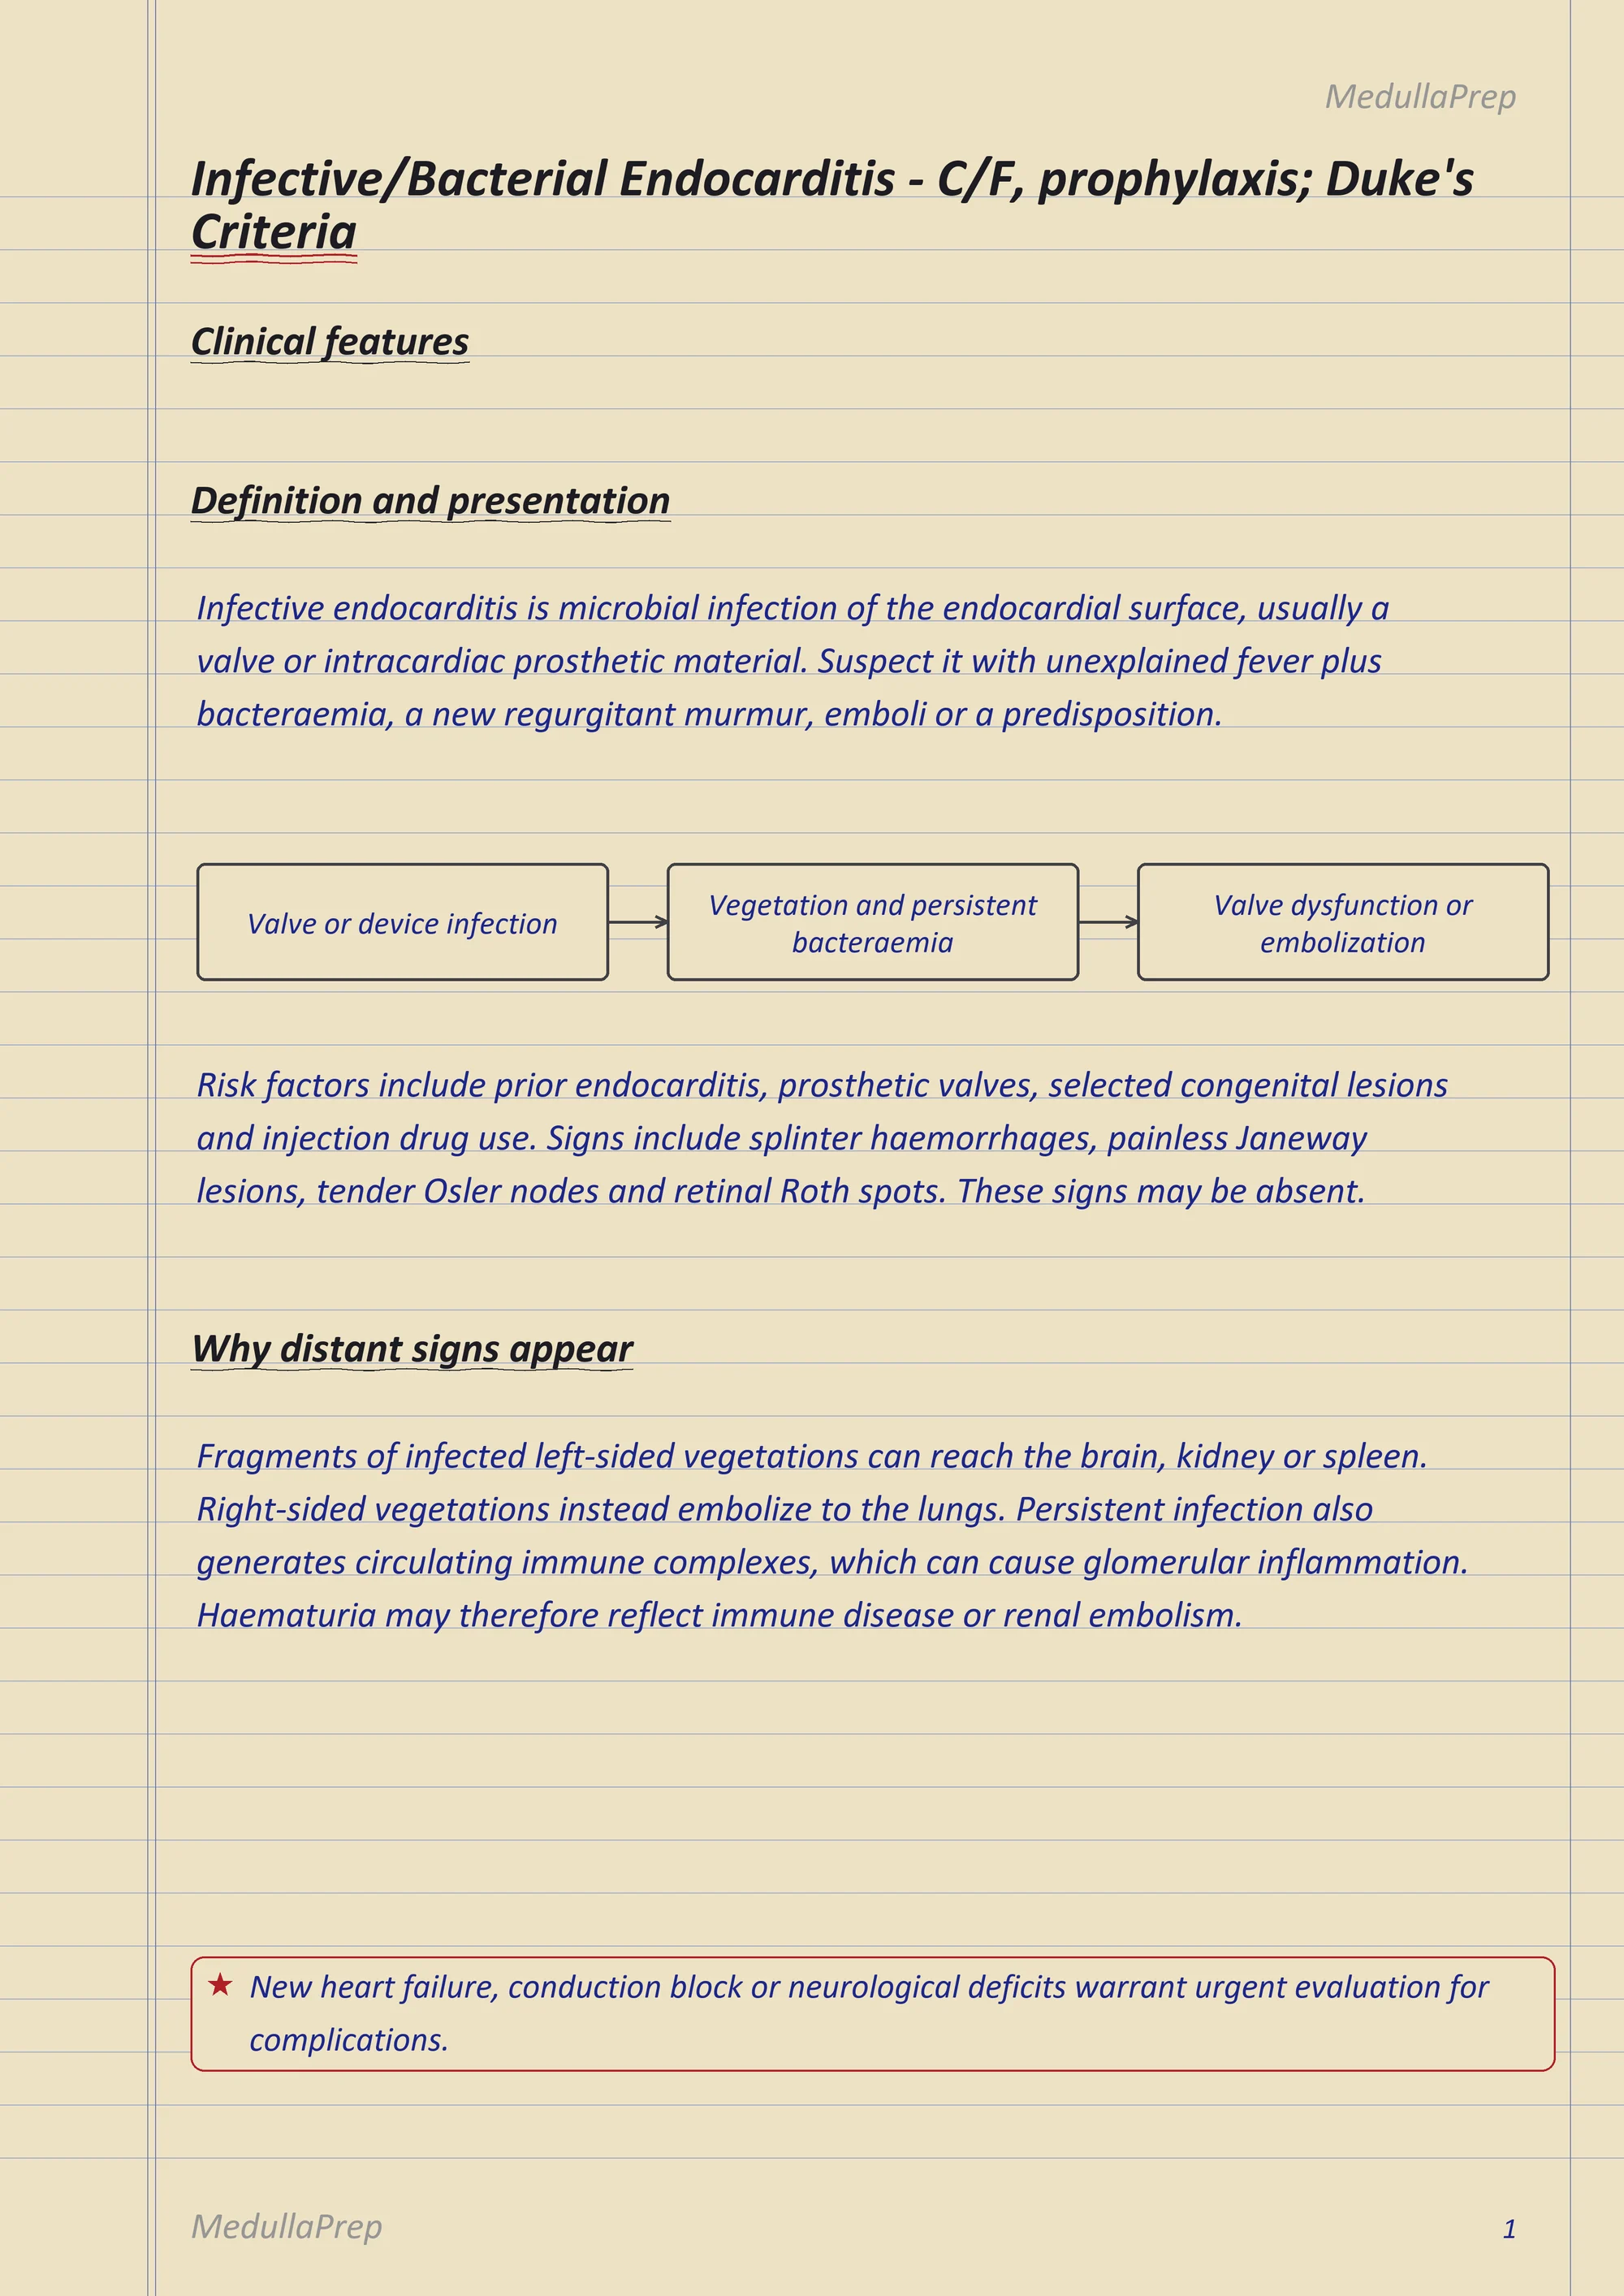 MedullaPrep
Infective/Bacterial Endocarditis - C/F, prophylaxis; Duke's
Criteria
Clinical features
Definition and presentation
Infective endocarditis is microbial infection of the endocardial surface, usually a
valve or intracardiac prosthetic material. Suspect it with unexplained fever plus
bacteraemia, a new regurgitant murmur, emboli or a predisposition.
Valve or device infection
Vegetation and persistent
bacteraemia
Valve dysfunction or
embolization
Risk factors include prior endocarditis, prosthetic valves, selected congenital lesions
and injection drug use. Signs include splinter haemorrhages, painless Janeway
lesions, tender Osler nodes and retinal Roth spots. These signs may be absent.
Why distant signs appear
Fragments of infected left-sided vegetations can reach the brain, kidney or spleen.
Right-sided vegetations instead embolize to the lungs. Persistent infection also
generates circulating immune complexes, which can cause glomerular inflammation.
Haematuria may therefore reflect immune disease or renal embolism.
★ New heart failure, conduction block or neurological deficits warrant urgent evaluation for
complications.
MedullaPrep
1